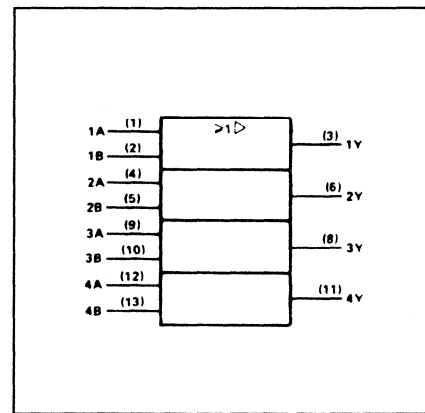 1A (1) ≥1▷ (3) 1Y
1B (2)
2A (4) (6) 2Y
2B (5)
3A (9) (8) 3Y
3B (10)
4A (12) (11) 4Y
4B (13)